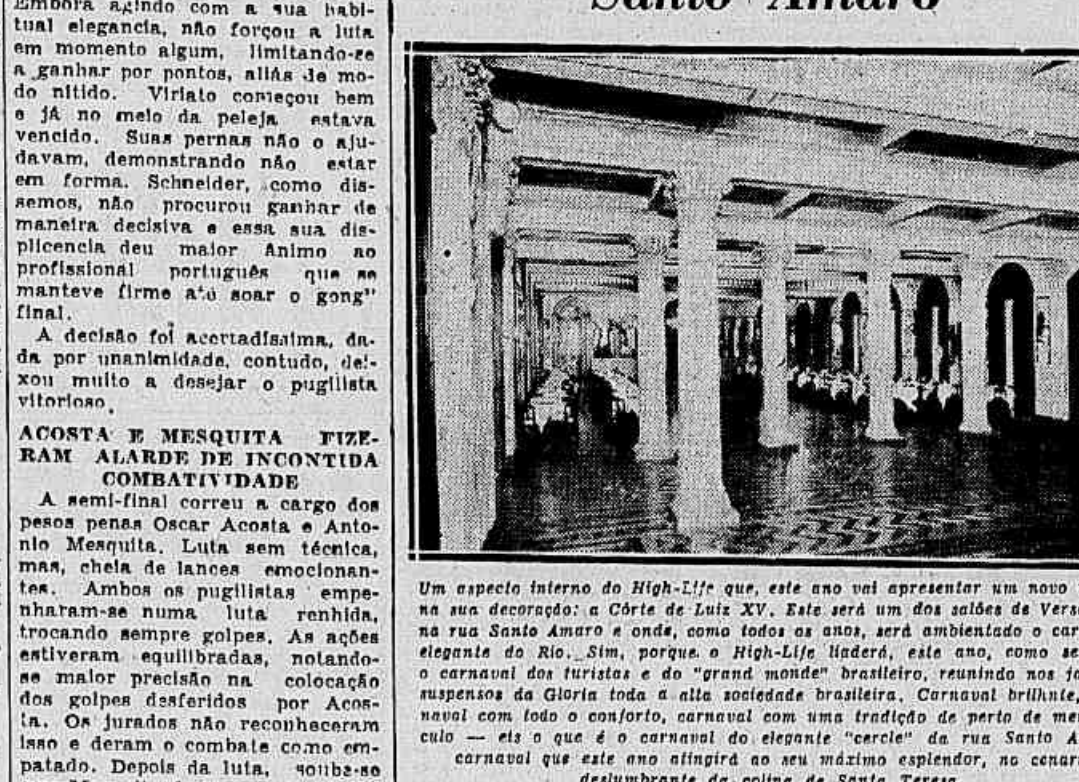 Embora agindo com a sua habi-
tual elegancia, não forçou a luta
em momento algum, limitando-se
a ganhar por pontos, aliás de mo-
do nitido. Viriato começou bem
e já no meio da peleja estava
vencido. Suas pernas não o aju-
davam, demonstrando não estar
em forma. Schneider, como dis-
semos, não procurou ganhar de
maneira decisiva e essa sua dis-
plicencia deu maior animo ao
profissional português que se
manteve firme até soar o gong"
final.
A decisão foi acertadissima, da-
da por unanimidade, contudo, dei-
xou muito a desejar o pugilista
vitorioso.
ACOSTA E MESQUITA FIZE-
RAM ALARDE DE INCONTIDA
COMBATIVIDADE
A semi-final correu a cargo dos
pesos penas Oscar Acosta e Anto-
nio Mesquita. Luta sem técnica,
mas, cheia de lances emocionan-
tes. Ambos os pugilistas empe-
nharam-se numa luta renhida,
trocando sempre golpes. As ações
estiveram equilibradas, notando-
se maior precisão na colocação
dos golpes desferidos por Acos-
ta. Os jurados não reconheceram
isso e deram o combate como em-
patado. Depois da luta, soube-se
Santo Amaro
Um aspecto interno do High-Life que, este ano vai apresentar um novo
na sua decoração: a Côrte de Luiz XV. Este será um dos salões de Vers
na rua Santo Amaro e onde, como todos os anos, será ambientado o car
elegante do Rio. Sim, porque o High-Life liderá, este ano, como se
o carnaval dos turistas e do "grand monde" brasileiro, reunindo nos ja
suspensos da Gloria toda a alta sociedade brasileira. Carnaval brilhnte,
naval com todo o conforto, carnaval com uma tradição de perto de me
culo — eis o que é o carnaval do elegante "cercle" da rua Santo A
carnaval que este ano atingirá ao seu máximo esplendor, no cenar
deslumbrante da colina de Santa Teresa